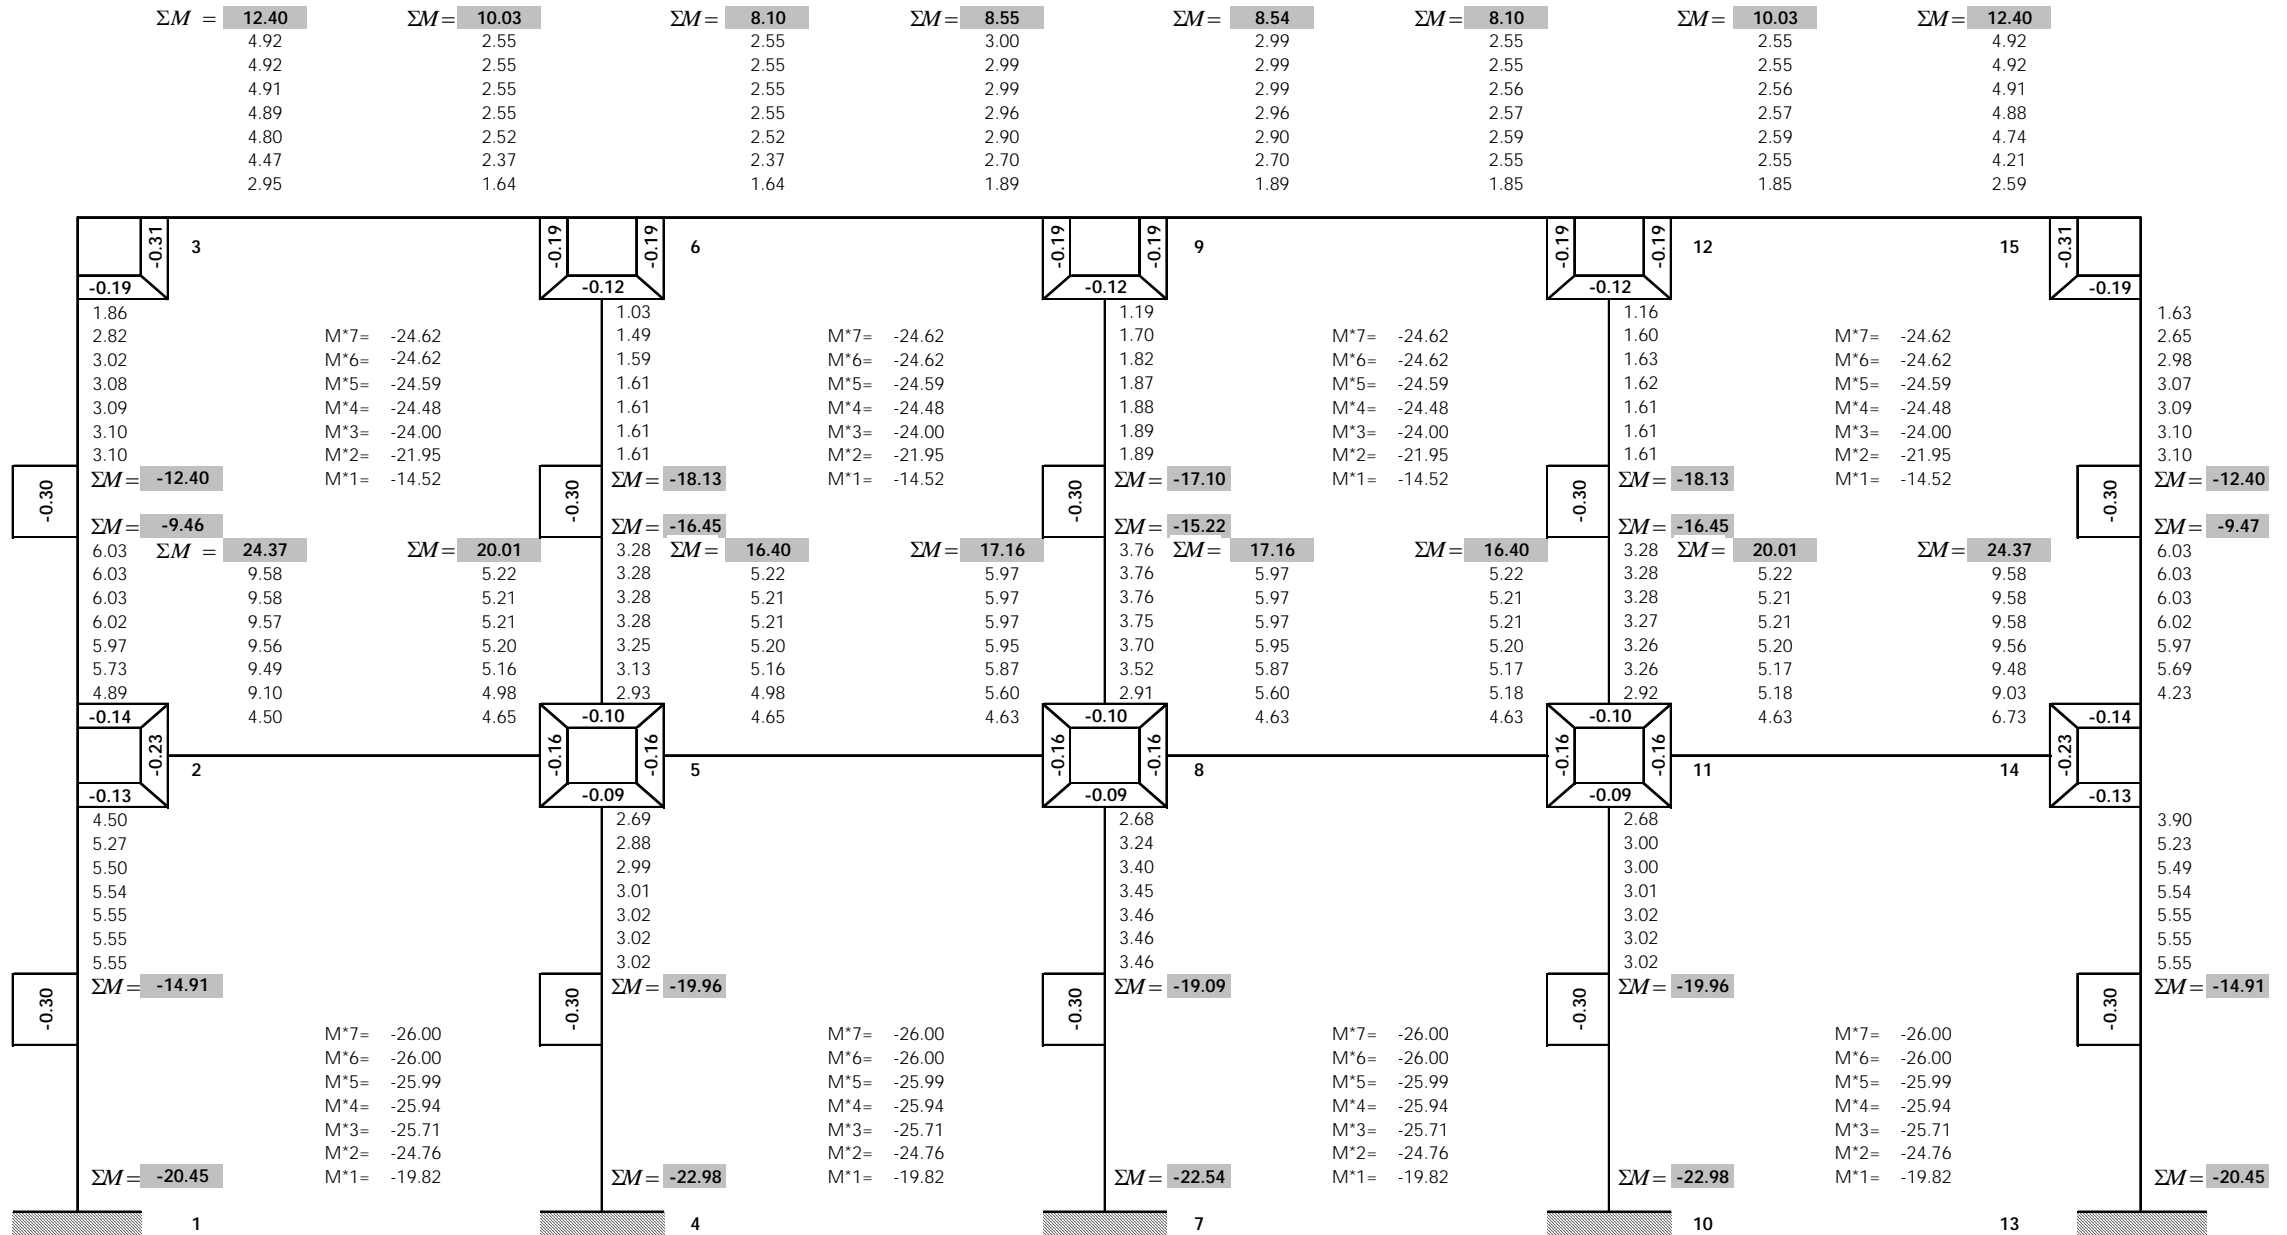 ΣM = 12.40 ΣM= 10.03 ΣM= 8.10 ΣM= 8.55 ΣM= 8.54 ΣM= 8.10 ΣM= 10.03 ΣM= 12.40
4.92 2.55 2.55 3.00 2.99 2.55 2.55 4.92
4.92 2.55 2.55 2.99 2.99 2.55 2.55 4.92
4.91 2.55 2.55 2.99 2.99 2.56 2.56 4.91
4.89 2.55 2.55 2.96 2.96 2.57 2.57 4.88
4.80 2.52 2.52 2.90 2.90 2.59 2.59 4.74
4.47 2.37 2.37 2.70 2.70 2.55 2.55 4.21
2.95 1.64 1.64 1.89 1.89 1.85 1.85 2.59
-0.31 3 -0.19 -0.19 6 -0.19 -0.19 9 -0.19 -0.19 12 15 -0.31
-0.19 -0.12 -0.12 -0.12 -0.19
1.86 1.03 1.19 1.16 1.63
2.82 M*7= -24.62 1.49 M*7= -24.62 1.70 M*7= -24.62 1.60 M*7= -24.62 2.65
3.02 M*6= -24.62 1.59 M*6= -24.62 1.82 M*6= -24.62 1.63 M*6= -24.62 2.98
3.08 M*5= -24.59 1.61 M*5= -24.59 1.87 M*5= -24.59 1.62 M*5= -24.59 3.07
3.09 M*4= -24.48 1.61 M*4= -24.48 1.88 M*4= -24.48 1.61 M*4= -24.48 3.09
3.10 M*3= -24.00 1.61 M*3= -24.00 1.89 M*3= -24.00 1.61 M*3= -24.00 3.10
3.10 M*2= -21.95 1.61 M*2= -21.95 1.89 M*2= -21.95 1.61 M*2= -21.95 3.10
ΣM= -12.40 M*1= -14.52 ΣM= -18.13 M*1= -14.52 ΣM= -17.10 M*1= -14.52 ΣM= -18.13 M*1= -14.52 ΣM= -12.40
-0.30 -0.30 -0.30 -0.30 -0.30
ΣM= -9.46 ΣM= -16.45 ΣM= -15.22 ΣM= -16.45 ΣM= -9.47
6.03 ΣM = 24.37 ΣM= 20.01 3.28 ΣM= 16.40 ΣM= 17.16 3.76 ΣM= 17.16 ΣM= 16.40 3.28 ΣM= 20.01 ΣM= 24.37 6.03
6.03 9.58 5.22 3.28 5.22 5.97 3.76 5.97 5.22 3.28 5.22 9.58 6.03
6.03 9.58 5.21 3.28 5.21 5.97 3.76 5.97 5.21 3.28 5.21 9.58 6.03
6.02 9.57 5.21 3.28 5.21 5.97 3.75 5.97 5.21 3.27 5.21 9.58 6.02
5.97 9.56 5.20 3.25 5.20 5.95 3.70 5.95 5.20 3.26 5.20 9.56 5.97
5.73 9.49 5.16 3.13 5.16 5.87 3.52 5.87 5.17 3.26 5.17 9.48 5.69
4.89 9.10 4.98 2.93 4.98 5.60 2.91 5.60 5.18 2.92 5.18 9.03 4.23
-0.14 4.50 4.65 -0.10 4.65 4.63 -0.10 4.63 4.63 -0.10 4.63 6.73 -0.14
-0.23 2 -0.16 -0.16 5 -0.16 -0.16 8 -0.16 -0.16 11 14 -0.23
-0.13 -0.09 -0.09 -0.09 -0.13
4.50 2.69 2.68 2.68 3.90
5.27 2.88 3.24 3.00 5.23
5.50 2.99 3.40 3.00 5.49
5.54 3.01 3.45 3.01 5.54
5.55 3.02 3.46 3.02 5.55
5.55 3.02 3.46 3.02 5.55
5.55 3.02 3.46 3.02 5.55
ΣM= -14.91 ΣM= -19.96 ΣM= -19.09 ΣM= -19.96 ΣM= -14.91
-0.30 -0.30 -0.30 -0.30 -0.30
M*7= -26.00 M*7= -26.00 M*7= -26.00 M*7= -26.00
M*6= -26.00 M*6= -26.00 M*6= -26.00 M*6= -26.00
M*5= -25.99 M*5= -25.99 M*5= -25.99 M*5= -25.99
M*4= -25.94 M*4= -25.94 M*4= -25.94 M*4= -25.94
M*3= -25.71 M*3= -25.71 M*3= -25.71 M*3= -25.71
M*2= -24.76 M*2= -24.76 M*2= -24.76 M*2= -24.76
ΣM= -20.45 M*1= -19.82 ΣM= -22.98 M*1= -19.82 ΣM= -22.54 M*1= -19.82 ΣM= -22.98 M*1= -19.82 ΣM= -20.45
1 4 7 10 13